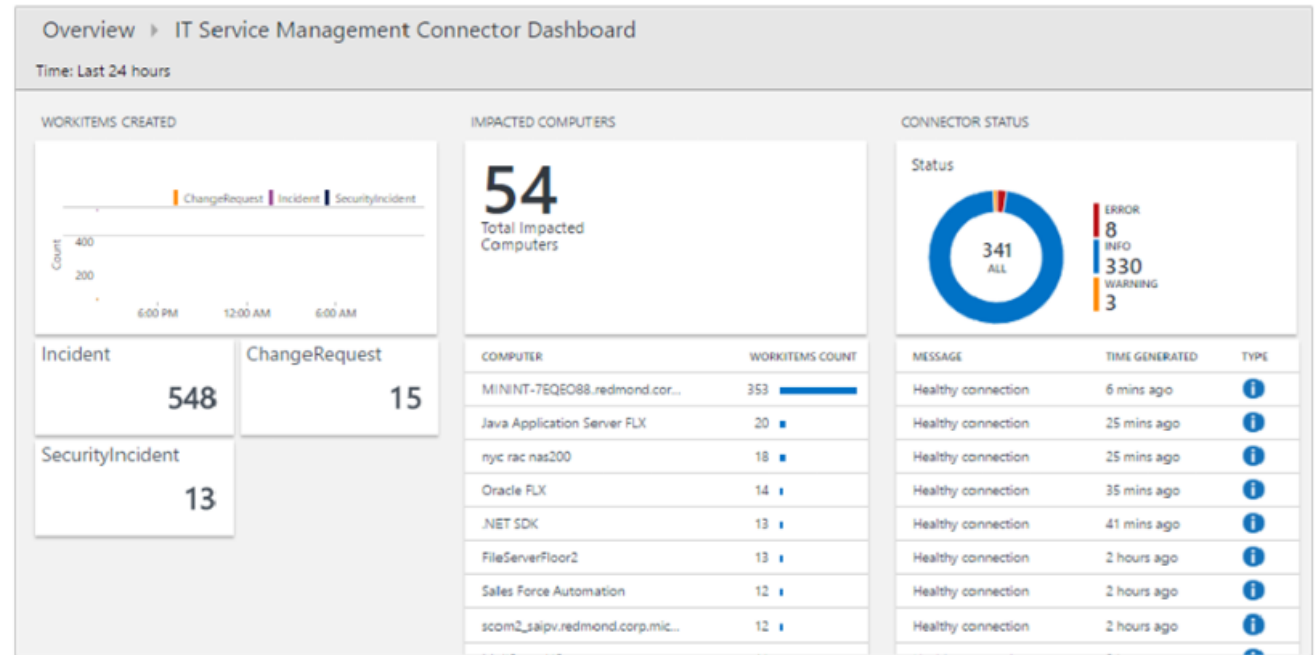 Overview ▸ IT Service Management Connector Dashboard
Time: Last 24 hours
WORKITEMS CREATED
ChangeRequest Incident SecurityIncident
Count
400
200
6:00 PM 12:00 AM 6:00 AM
Incident
548
ChangeRequest
15
SecurityIncident
13
IMPACTED COMPUTERS
54
Total Impacted
Computers
COMPUTER WORKITEMS COUNT
MININT-7EQEO88.redmond.cor... 353
Java Application Server FLX 20
nyc rac nas200 18
Oracle FLX 14
.NET SDK 13
FileServerFloor2 13
Sales Force Automation 12
scom2_saipv.redmond.corp.mic... 12
CONNECTOR STATUS
Status
341
ALL
ERROR
8
INFO
330
WARNING
3
MESSAGE TIME GENERATED TYPE
Healthy connection 6 mins ago
Healthy connection 25 mins ago
Healthy connection 25 mins ago
Healthy connection 35 mins ago
Healthy connection 41 mins ago
Healthy connection 2 hours ago
Healthy connection 2 hours ago
Healthy connection 2 hours ago